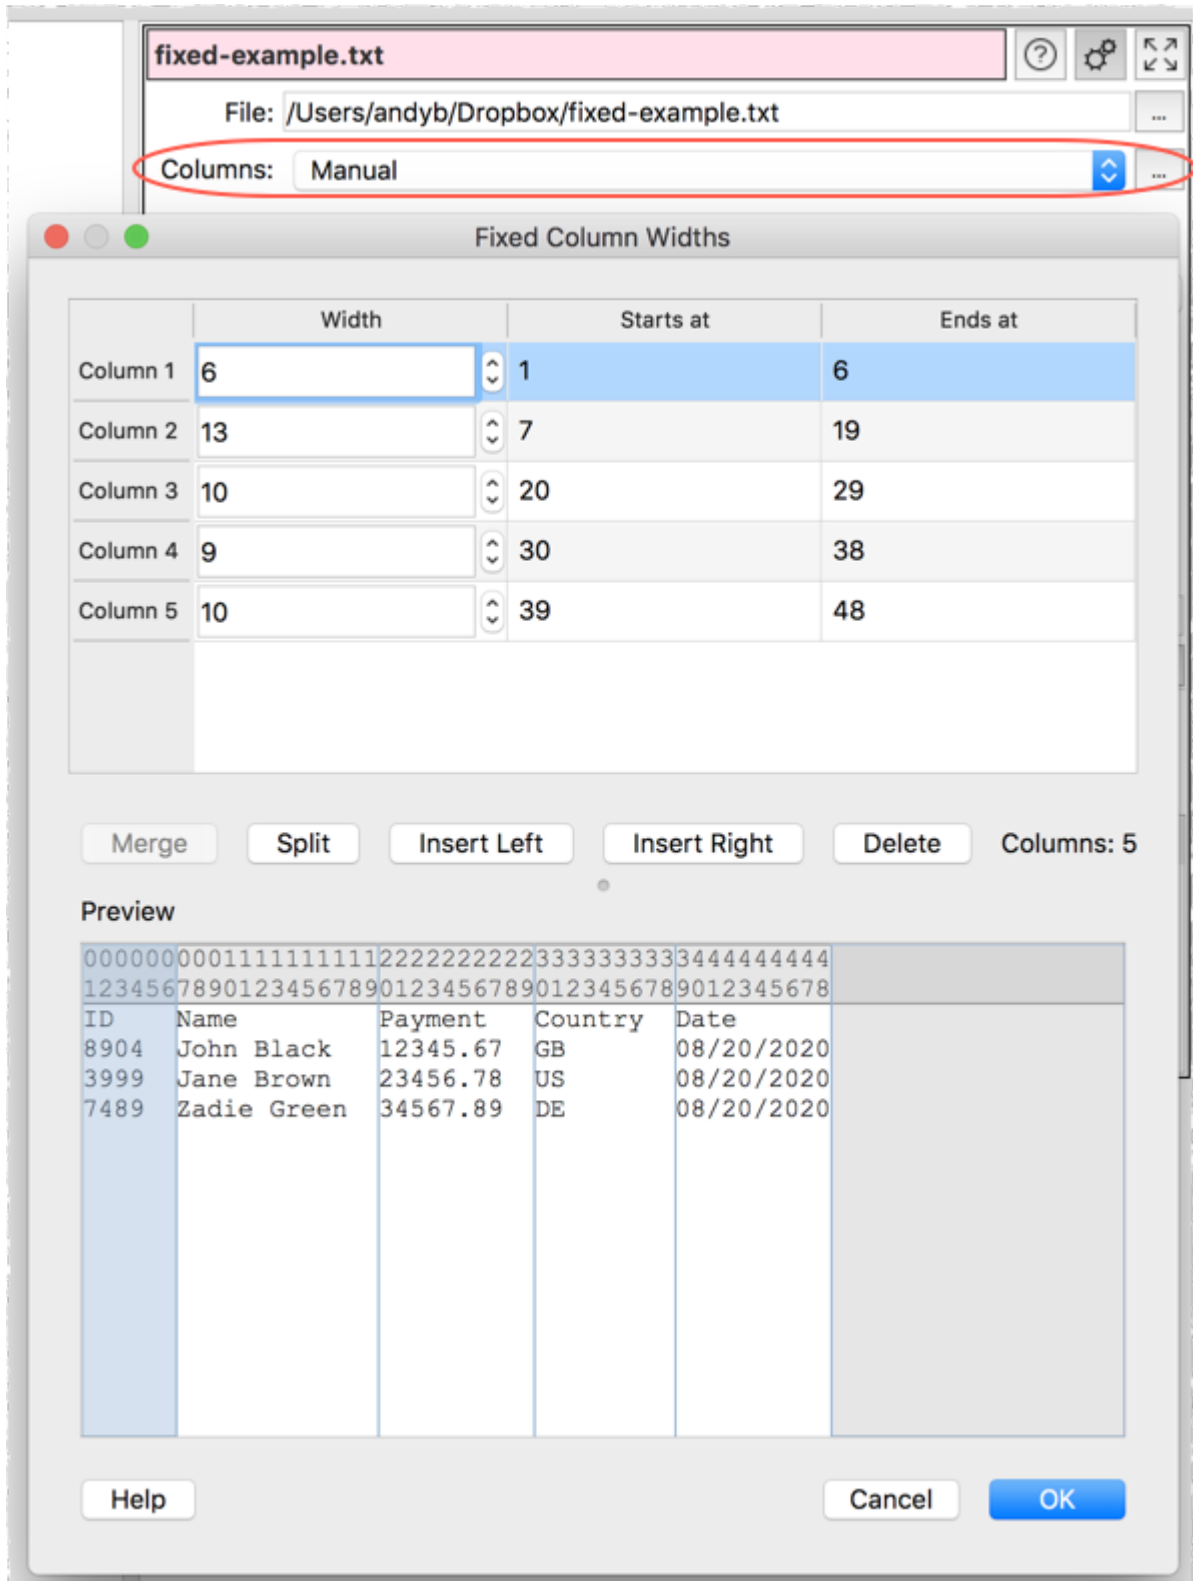 fixed-example.txt
File: /Users/andyb/Dropbox/fixed-example.txt ...
Columns: Manual ...
Fixed Column Widths
Width Starts at Ends at
Column 1 6 1 6
Column 2 13 7 19
Column 3 10 20 29
Column 4 9 30 38
Column 5 10 39 48
Merge Split Insert Left Insert Right Delete Columns: 5
Preview
000000000111111111122222222223333333333444444444
123456789012345678901234567890123456789012345678
ID Name Payment Country Date
8904 John Black 12345.67 GB 08/20/2020
3999 Jane Brown 23456.78 US 08/20/2020
7489 Zadie Green 34567.89 DE 08/20/2020
Help Cancel OK